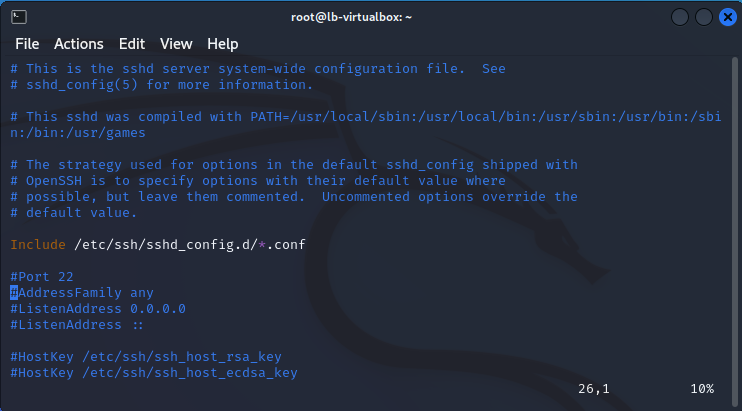 root@lb-virtualbox: ~
File Actions Edit View Help
# This is the sshd server system-wide configuration file.  See
# sshd_config(5) for more information.

# This sshd was compiled with PATH=/usr/local/sbin:/usr/local/bin:/usr/sbin:/usr/bin:/sbi
n:/bin:/usr/games

# The strategy used for options in the default sshd_config shipped with
# OpenSSH is to specify options with their default value where
# possible, but leave them commented.  Uncommented options override the
# default value.

Include /etc/ssh/sshd_config.d/*.conf

#Port 22
#AddressFamily any
#ListenAddress 0.0.0.0
#ListenAddress ::

#HostKey /etc/ssh/ssh_host_rsa_key
#HostKey /etc/ssh/ssh_host_ecdsa_key
26,1 10%